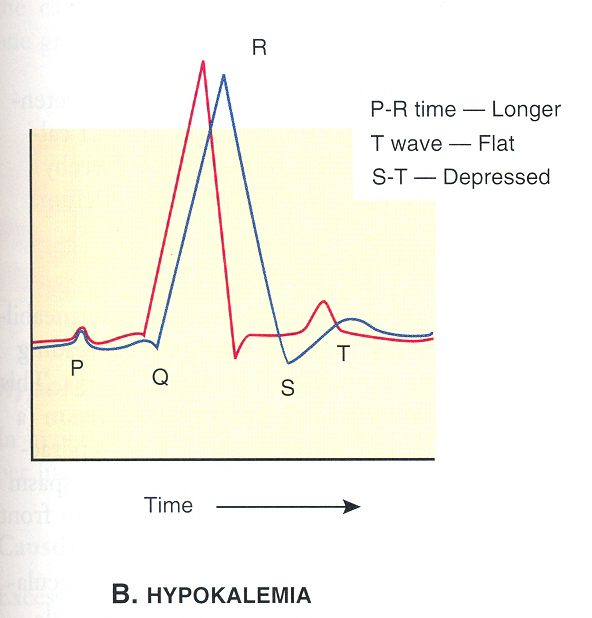 R
P-R time — Longer
T wave — Flat
S-T — Depressed
P
Q
S
T
Time
B. HYPOKALEMIA